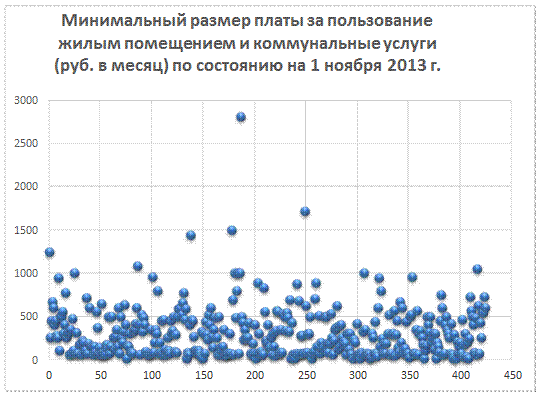 Минимальный размер платы за пользование
жилым помещением и коммунальные услуги
(руб. в месяц) по состоянию на 1 ноября 2013 г.
3000
2500
2000
1500
1000
500
0
0 50 100 150 200 250 300 350 400 450